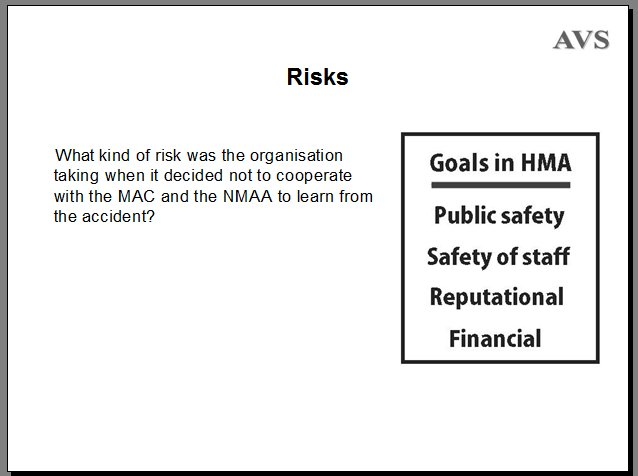 AVS
Risks
What kind of risk was the organisation
taking when it decided not to cooperate
with the MAC and the NMAA to learn from
the accident?
Goals in HMA
Public safety
Safety of staff
Reputational
Financial